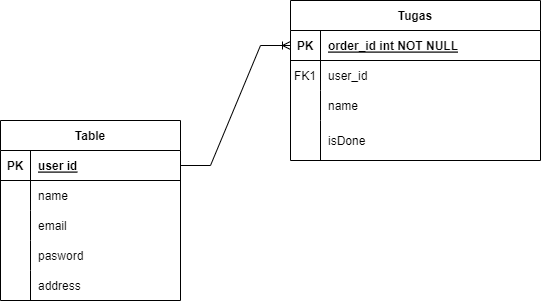 Tugas
PK order_id int NOT NULL
FK1 user_id
name
isDone
Table
PK user id
name
email
pasword
address